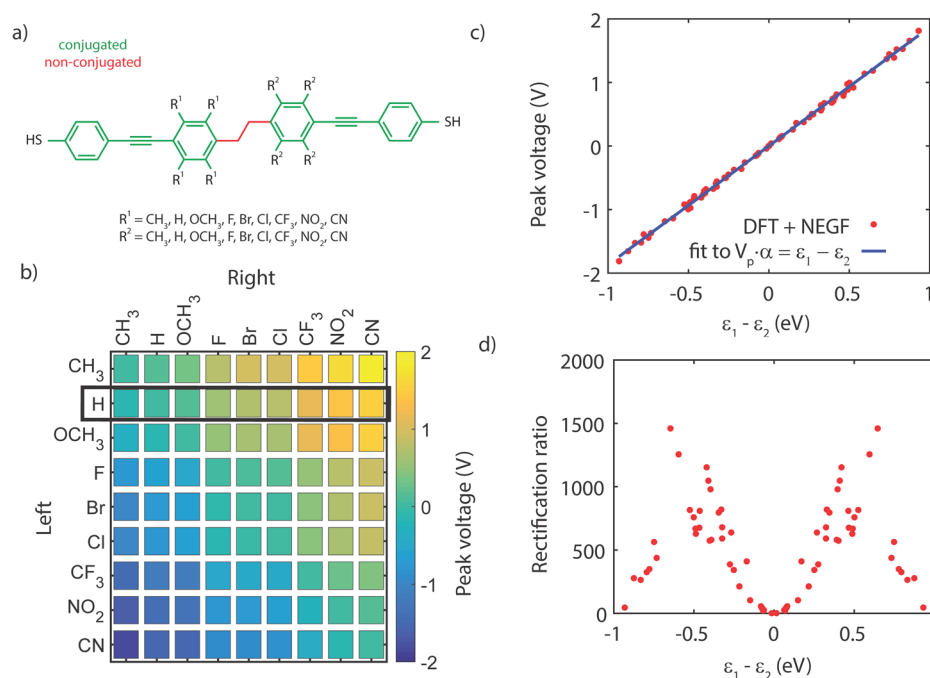 a)
conjugated
non-conjugated
R¹ R¹ R² R²
HS SH
R¹ R¹ R² R²
R¹ = CH₃, H, OCH₃, F, Br, Cl, CF₃, NO₂, CN
R² = CH₃, H, OCH₃, F, Br, Cl, CF₃, NO₂, CN
b)
Right
CH₃ H OCH₃ F Br Cl CF₃ NO₂ CN
Left
CH₃
H
OCH₃
F
Br
Cl
CF₃
NO₂
CN
2
1
0
-1
-2
Peak voltage (V)
c)
Peak voltage (V)
2
1
0
-1
-2
-1 -0.5 0 0.5 1
ε₁ - ε₂ (eV)
DFT + NEGF
fit to Vₚ·α = ε₁ − ε₂
d)
Rectification ratio
2000
1500
1000
500
0
-1 -0.5 0 0.5
ε₁ - ε₂ (eV)